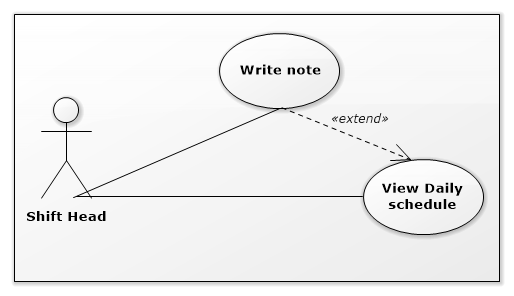 Write note
«extend»
View Daily
schedule
Shift Head